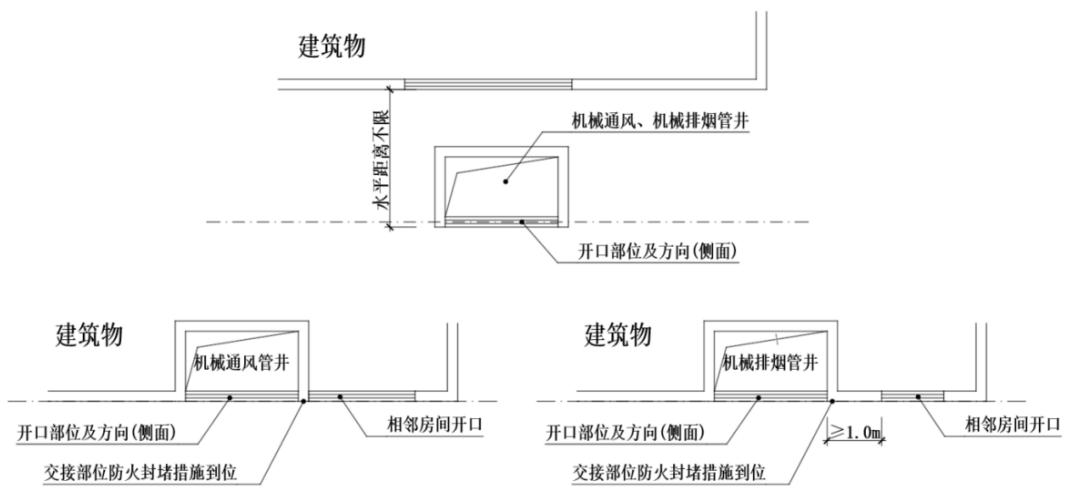 建筑物
机械通风、机械排烟管井
水平距离不限
开口部位及方向(侧面)
建筑物
机械通风管井
开口部位及方向(侧面)
相邻房间开口
交接部位防火封堵措施到位
建筑物
机械排烟管井
开口部位及方向(侧面)
≥1.0m
相邻房间开口
交接部位防火封堵措施到位